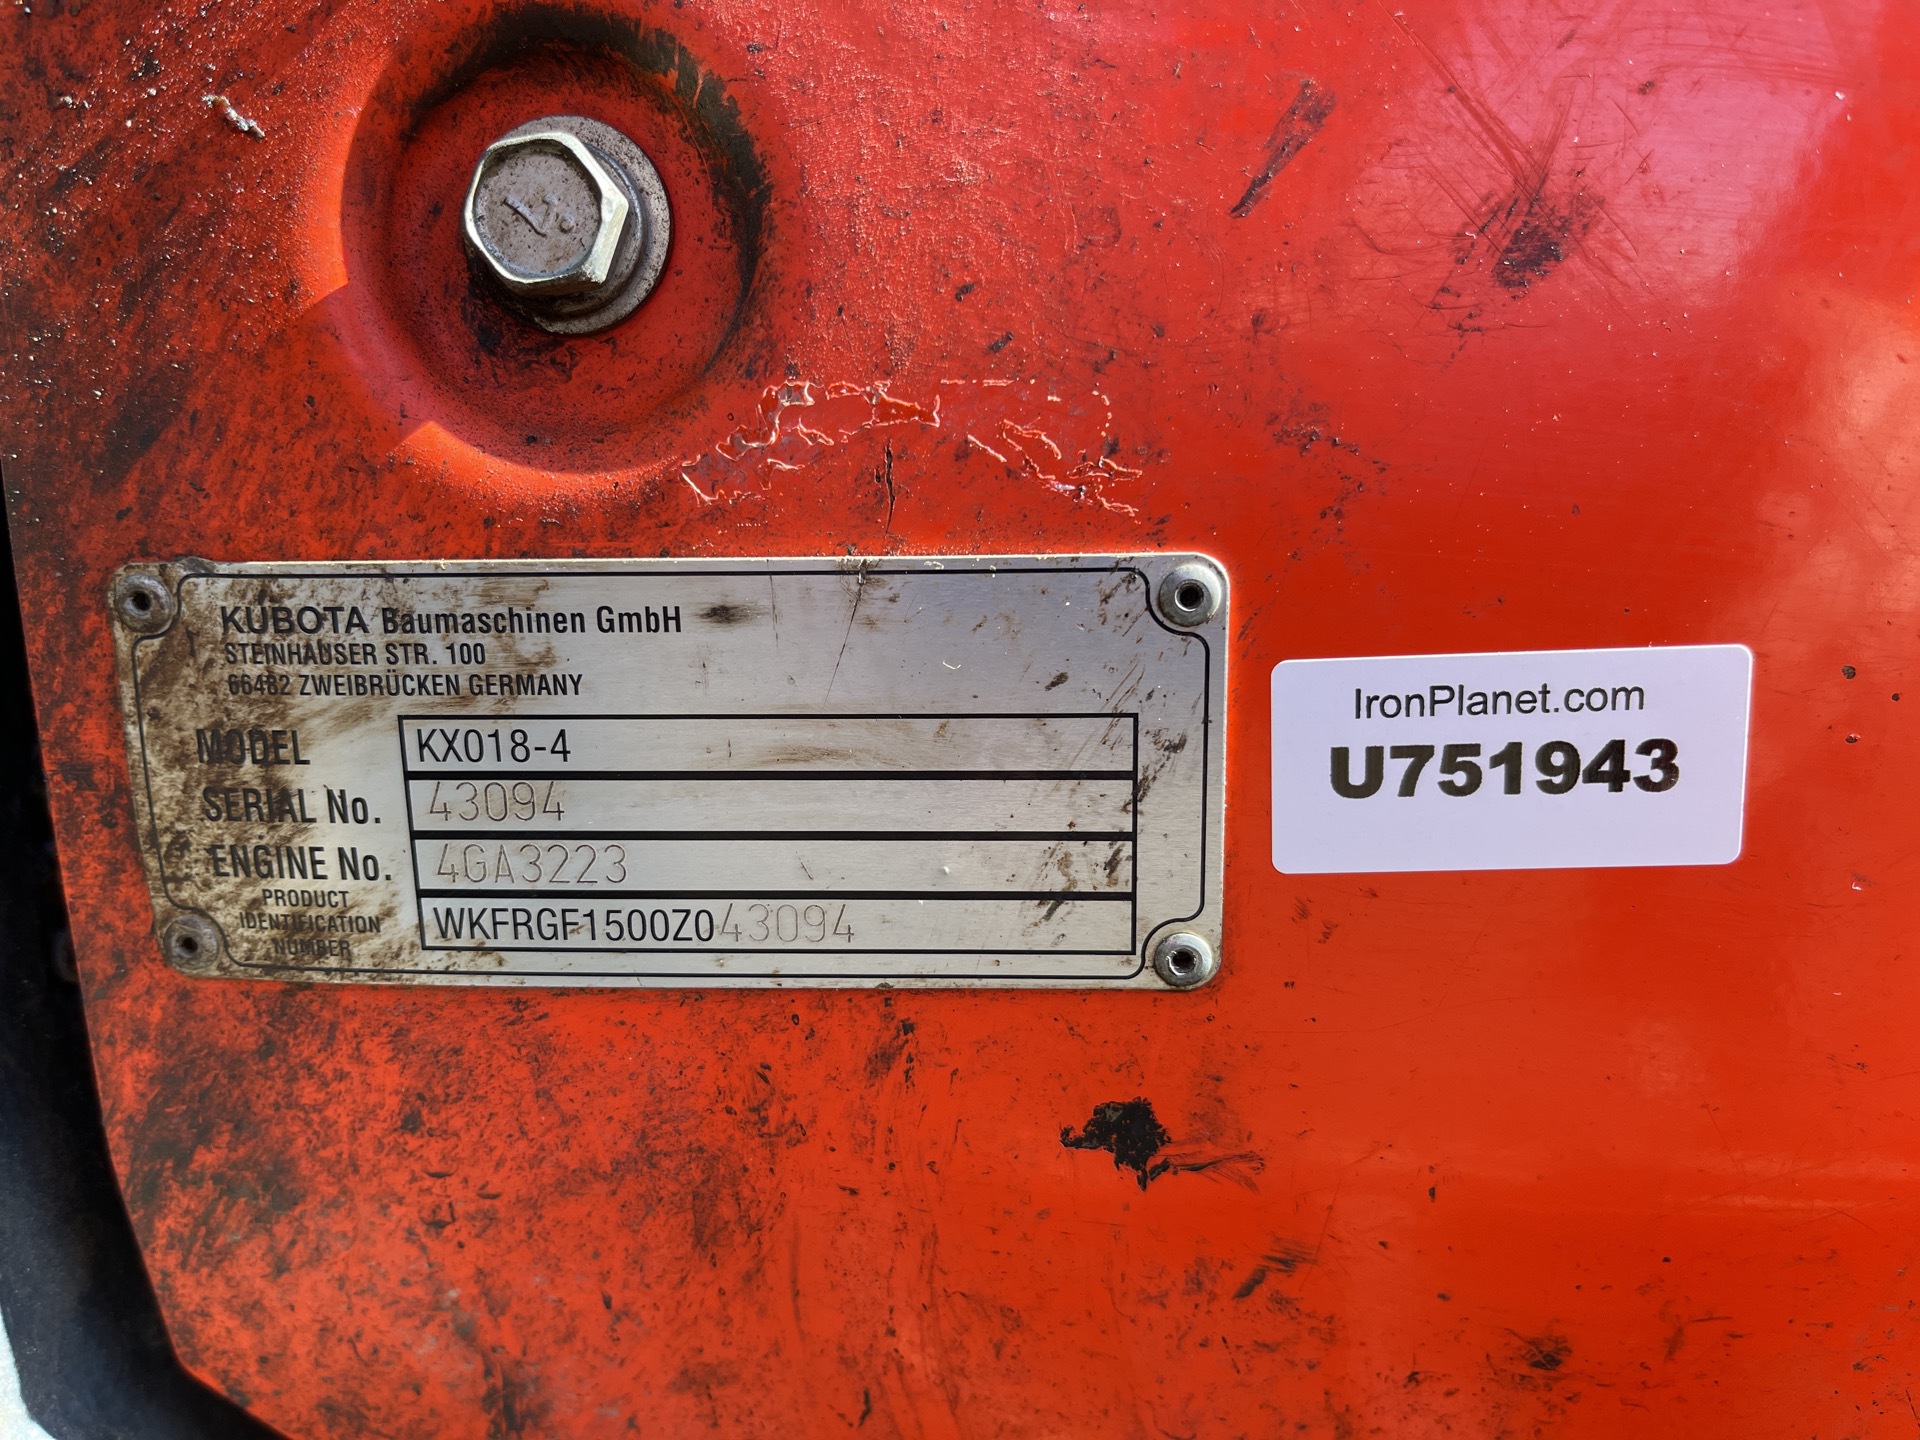 KUBOTA Baumaschinen GmbH
STEINHAUSER STR. 100
66482 ZWEIBRÜCKEN GERMANY
MODEL KX018-4
SERIAL No. 43094
ENGINE No. 4GA3223
PRODUCT
IDENTIFICATION
NUMBER
WKFRGF1500Z043094
IronPlanet.com
U751943